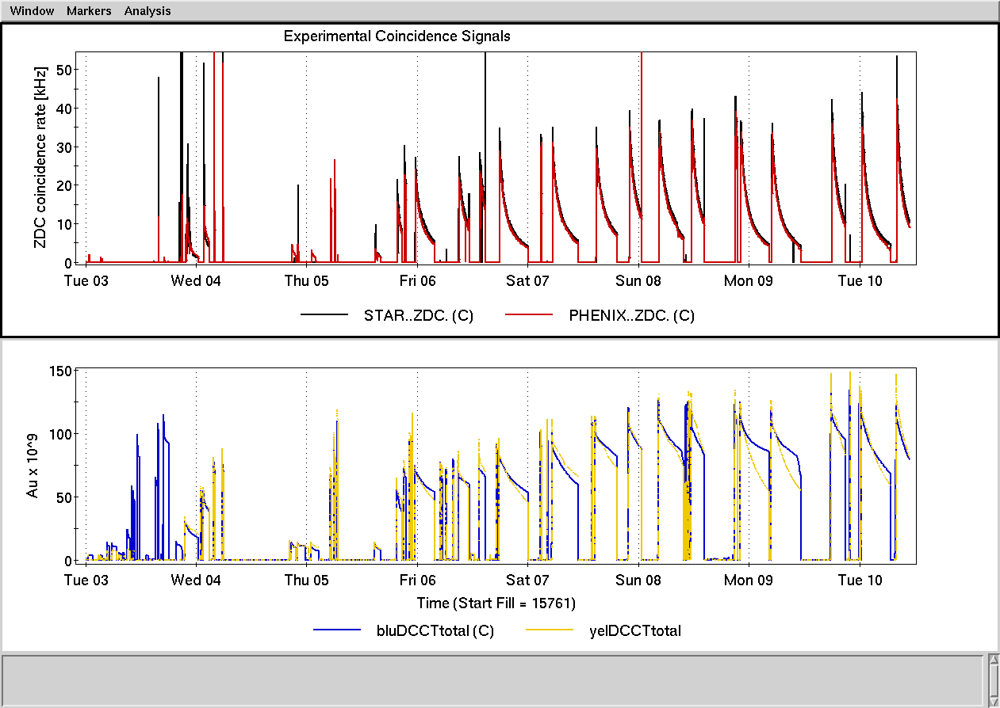 Window Markers Analysis
Experimental Coincidence Signals
ZDC coincidence rate [kHz]
50
40
30
20
10
0
Tue 03 Wed 04 Thu 05 Fri 06 Sat 07 Sun 08 Mon 09 Tue 10
STAR..ZDC. (C) PHENIX..ZDC. (C)
Au x 10^9
150
100
50
0
Tue 03 Wed 04 Thu 05 Fri 06 Sat 07 Sun 08 Mon 09 Tue 10
Time (Start Fill = 15761)
bluDCCTtotal (C) yelDCCTtotal